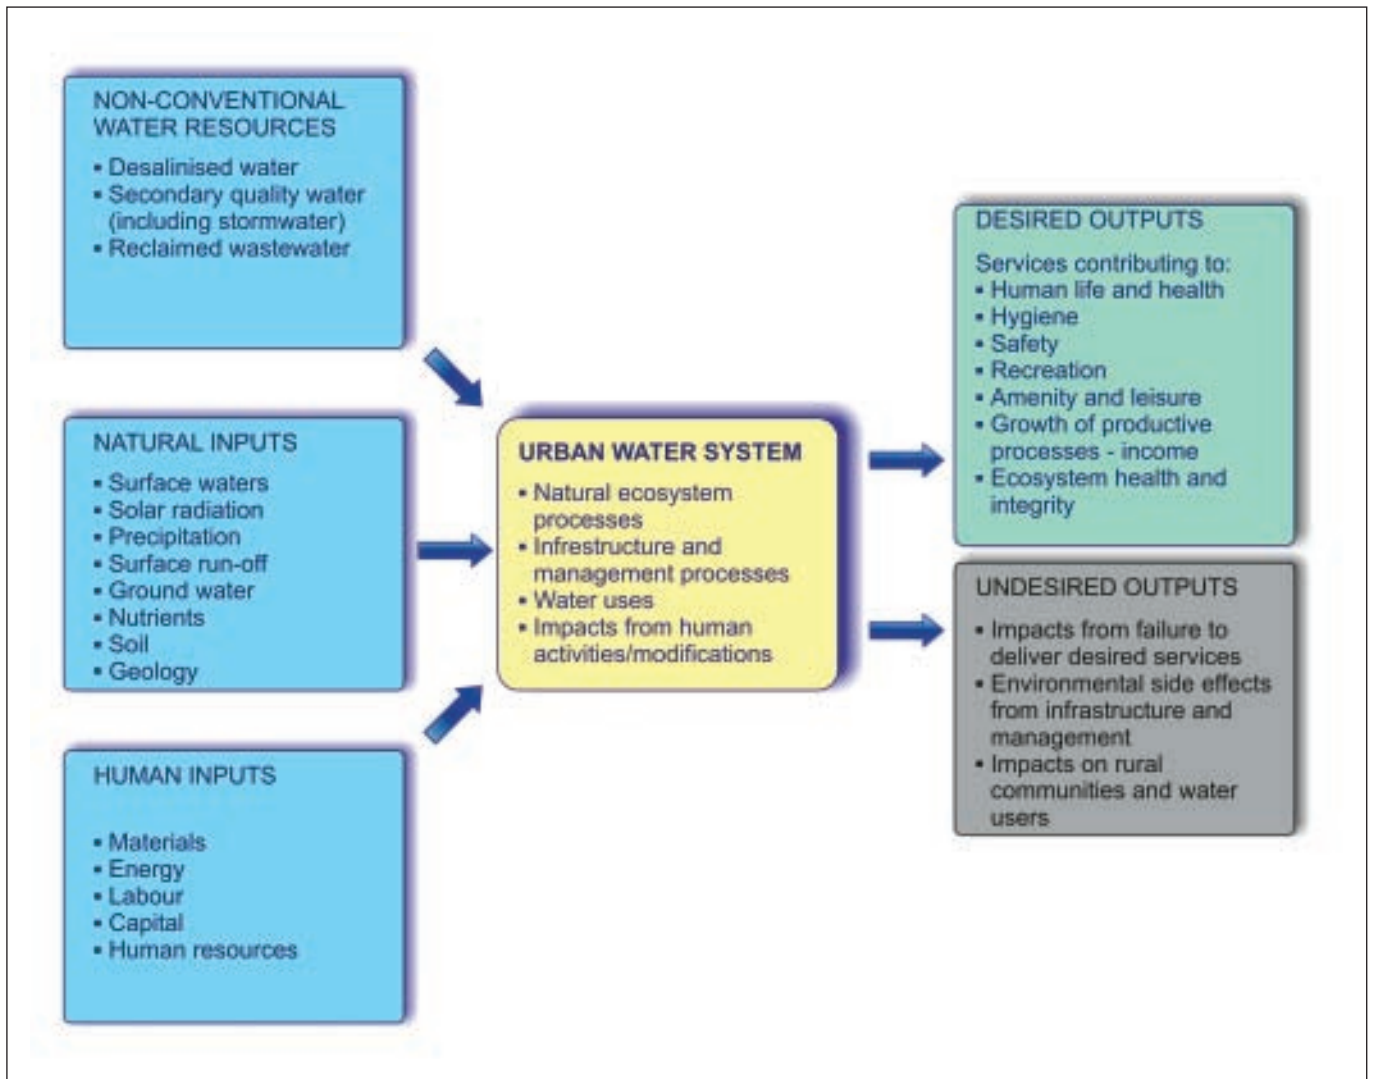 NON-CONVENTIONAL
WATER RESOURCES
▪ Desalinised water
▪ Secondary quality water
(including stormwater)
▪ Reclaimed wastewater
NATURAL INPUTS
▪ Surface waters
▪ Solar radiation
▪ Precipitation
▪ Surface run-off
▪ Ground water
▪ Nutrients
▪ Soil
▪ Geology
HUMAN INPUTS
▪ Materials
▪ Energy
▪ Labour
▪ Capital
▪ Human resources
URBAN WATER SYSTEM
▪ Natural ecosystem
processes
▪ Infrestructure and
management processes
▪ Water uses
▪ Impacts from human
activities/modifications
DESIRED OUTPUTS
Services contributing to:
▪ Human life and health
▪ Hygiene
▪ Safety
▪ Recreation
▪ Amenity and leisure
▪ Growth of productive
processes - income
▪ Ecosystem health and
integrity
UNDESIRED OUTPUTS
▪ Impacts from failure to
deliver desired services
▪ Environmental side effects
from infrastructure and
management
▪ Impacts on rural
communities and water
users